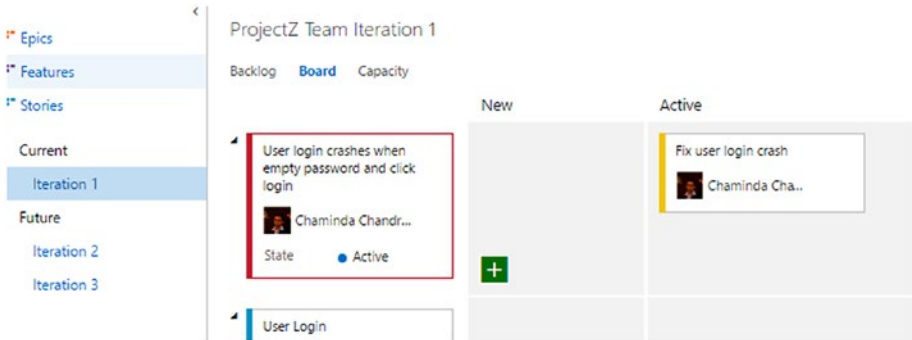 ProjectZ Team Iteration 1
Epics
Features
Stories
Current
Iteration 1
Future
Iteration 2
Iteration 3
Backlog Board Capacity
New Active
User login crashes when
empty password and click
login
Chaminda Chandr...
State Active
Fix user login crash
Chaminda Cha...
User Login